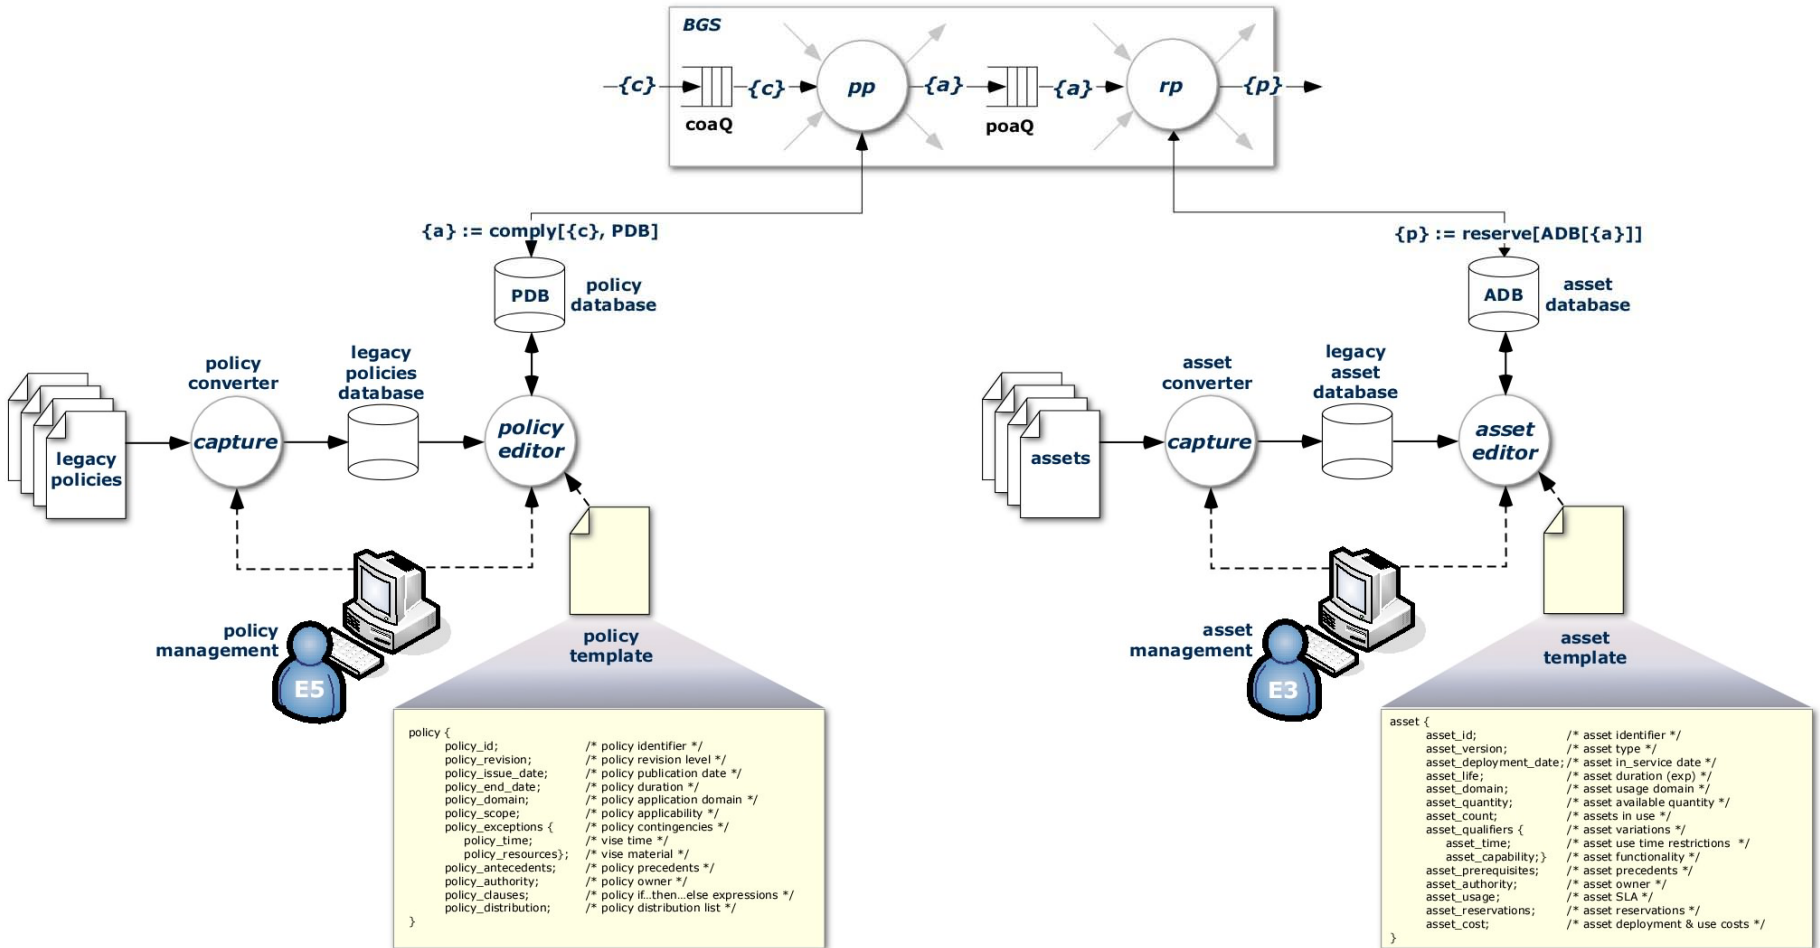 BGS
{c}
coaQ
{c}
pp
{a}
poaQ
{a}
rp
{p}
{a} := comply[{c}, PDB]
PDB
policy
database
policy
converter
legacy
policies
database
legacy
policies
capture
policy
editor
policy
management
E5
policy
template
policy {
policy_id; /* policy identifier */
policy_revision; /* policy revision level */
policy_issue_date; /* policy publication date */
policy_end_date; /* policy duration */
policy_domain; /* policy application domain */
policy_scope; /* policy applicability */
policy_exceptions { /* policy contingencies */
policy_time; /* vise time */
policy_resources}; /* vise material */
policy_antecedents; /* policy precedents */
policy_authority; /* policy owner */
policy_clauses; /* policy if...then...else expressions */
policy_distribution; /* policy distribution list */
}
{p} := reserve[ADB[{a}]]
ADB
asset
database
asset
converter
legacy
asset
database
assets
capture
asset
editor
asset
management
E3
asset
template
asset {
asset_id; /* asset identifier */
asset_version; /* asset type */
asset_deployment_date; /* asset in_service date */
asset_life; /* asset duration (exp) */
asset_domain; /* asset usage domain */
asset_quantity; /* asset available quantity */
asset_count; /* assets in use */
asset_qualifiers { /* asset variations */
asset_time; /* asset use time restrictions */
asset_capability; } /* asset functionality */
asset_prerequisites; /* asset precedents */
asset_authority; /* asset owner */
asset_usage; /* asset SLA */
asset_reservations; /* asset reservations */
asset_cost; /* asset deployment & use costs */
}